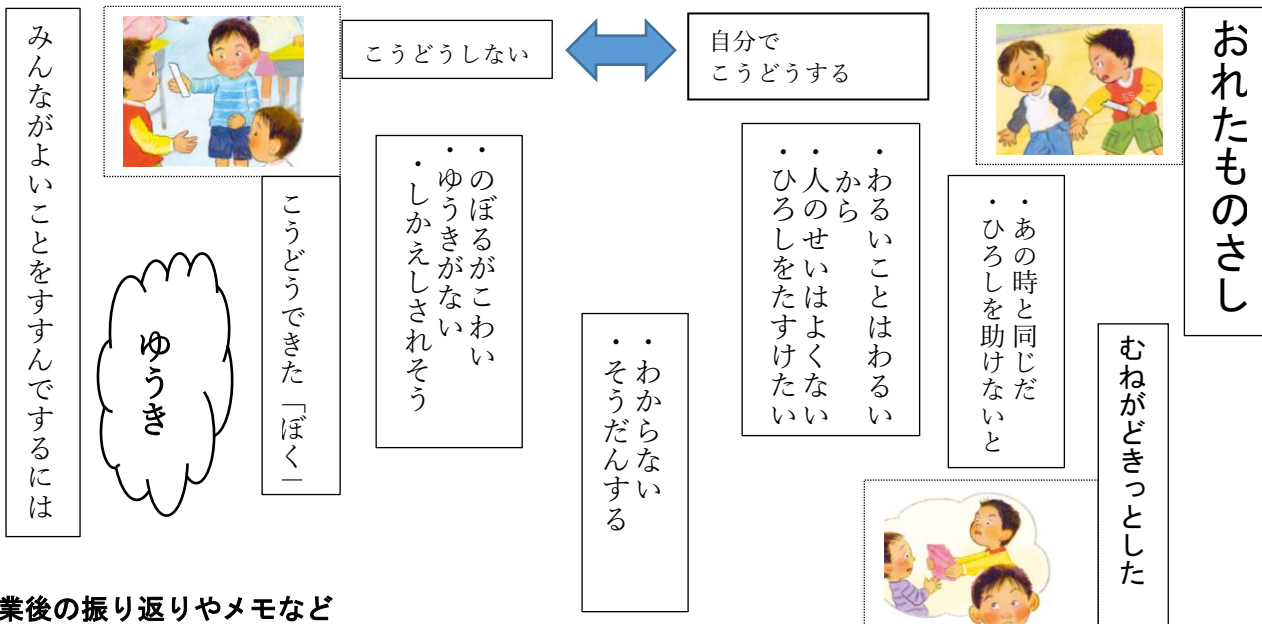 おれたものさし
むねがどきっとした
・あの時と同じだ
・ひろしを助けないと
自分で
こうどうする
・わるいことはわるい
から
・人のせいはよくない
・ひろしをたすけたい
・わからない
・そうだんする
こうどうしない
・のぼるがこわい
・ゆうきがない
・しかえしされそう
こうどうできた「ぼく」
ゆうき
みんながよいことをすすんでするには
業後の振り返りやメモなど